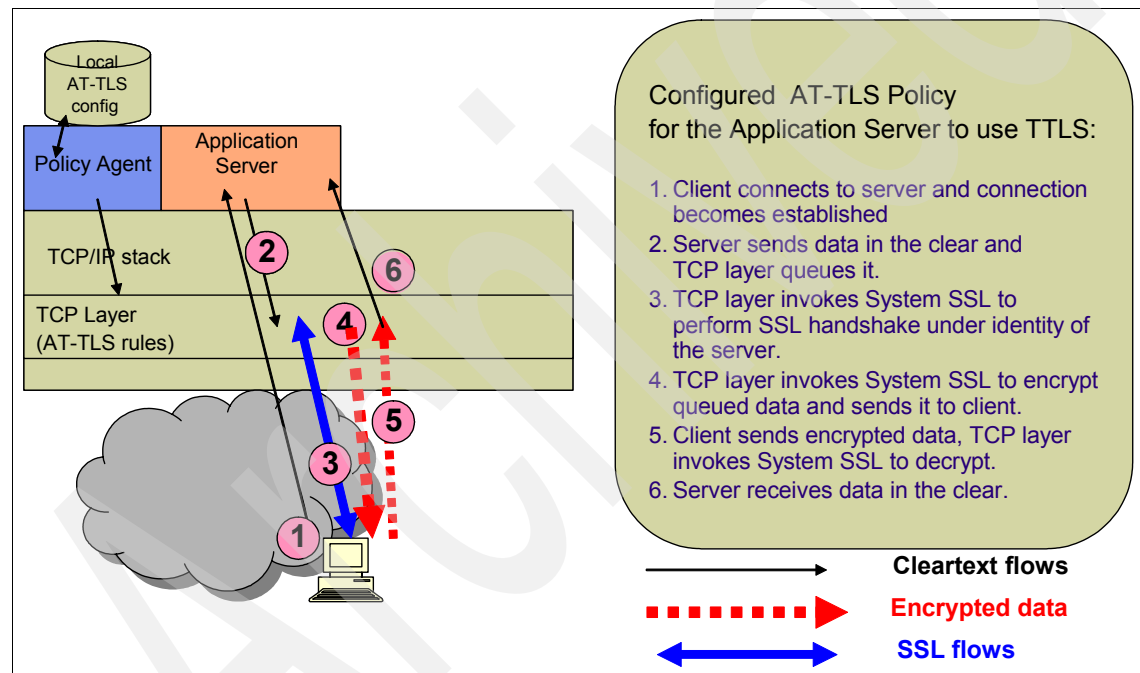 Local
AT-TLS
config
Policy Agent
Application
Server
TCP/IP stack
TCP Layer
(AT-TLS rules)
2
6
4
5
3
1
Configured AT-TLS Policy
for the Application Server to use TTLS:
1. Client connects to server and connection
becomes established
2. Server sends data in the clear and
TCP layer queues it.
3. TCP layer invokes System SSL to
perform SSL handshake under identity of
the server.
4. TCP layer invokes System SSL to encrypt
queued data and sends it to client.
5. Client sends encrypted data, TCP layer
invokes System SSL to decrypt.
6. Server receives data in the clear.
Cleartext flows
Encrypted data
SSL flows